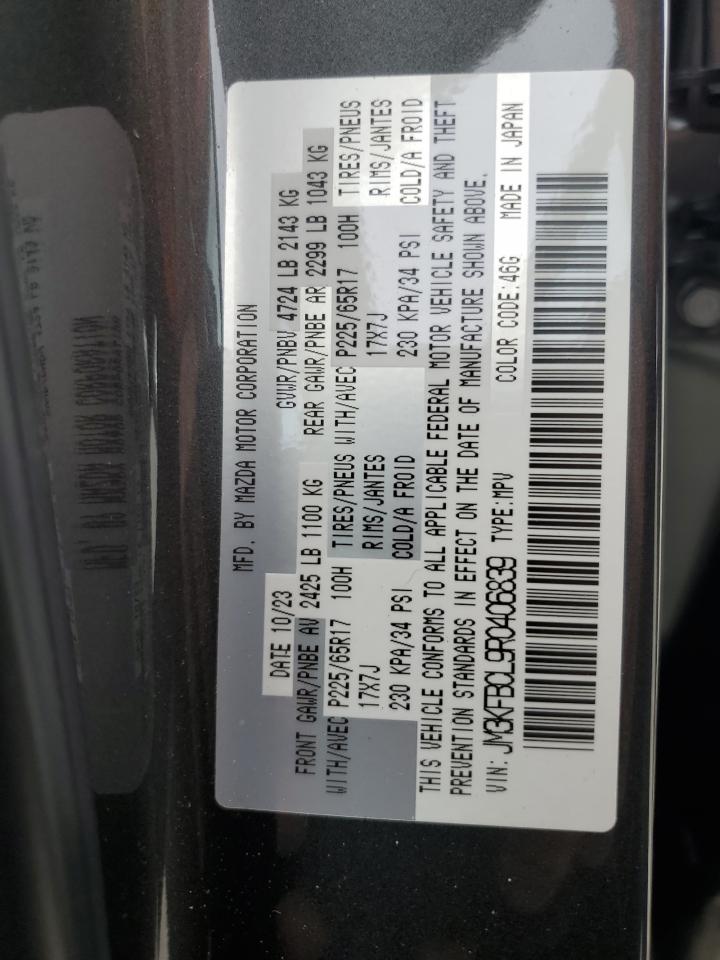 MFD. BY MAZDA MOTOR CORPORATION
DATE 10/23 GVWR/PNBV 4724 LB 2143 KG
FRONT GAWR/PNBE AV 2425 LB 1100 KG REAR GAWR/PNBE AR 2299 LB 1043 KG
WITH/AVEC P225/65R17 100H TIRES/PNEUS WITH/AVEC P225/65R17 100H TIRES/PNEUS
17X7J RIMS/JANTES 17X7J RIMS/JANTES
230 KPA/34 PSI COLD/A FROID 230 KPA/34 PSI COLD/A FROID
THIS VEHICLE CONFORMS TO ALL APPLICABLE FEDERAL MOTOR VEHICLE SAFETY AND THEFT
PREVENTION STANDARDS IN EFFECT ON THE DATE OF MANUFACTURE SHOWN ABOVE.
VIN: JM3KFBCL9R0406839 TYPE:MPV COLOR CODE:46G MADE IN JAPAN